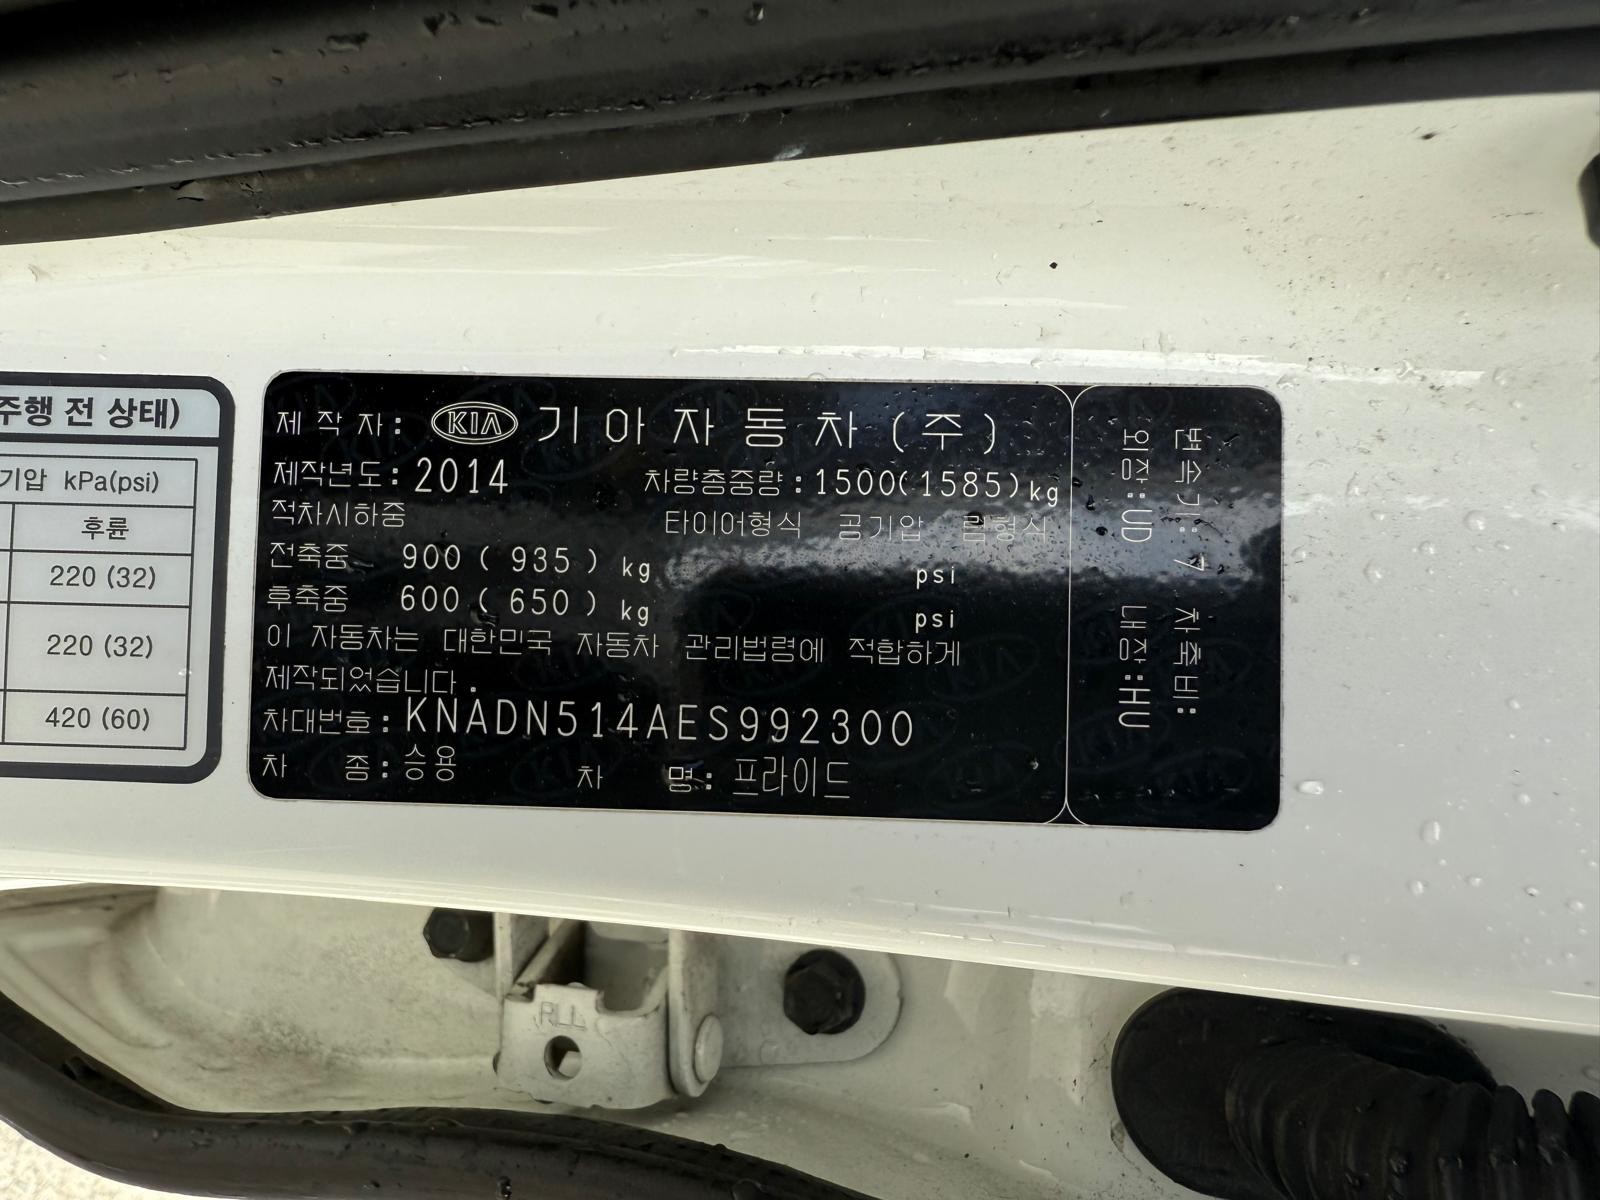 주행 전 상태)
기압 kPa(psi)
후륜
220 (32)
220 (32)
420 (60)
제 작 자: KIA 기 아 자 동 차 (주)
제작년도: 2014 차량총중량: 1500(1585)kg
적차시하중 타이어형식 공기압 림형식
전축중 900 ( 935 ) kg psi
후축중 600 ( 650 ) kg psi
이 자동차는 대한민국 자동차 관리법령에 적합하게
제작되었습니다.
차대번호: KNADN514AES992300
차 종:승용 차 명: 프라이드
변속기: 7 차축비:
외장:UD 내장:HU
RLL